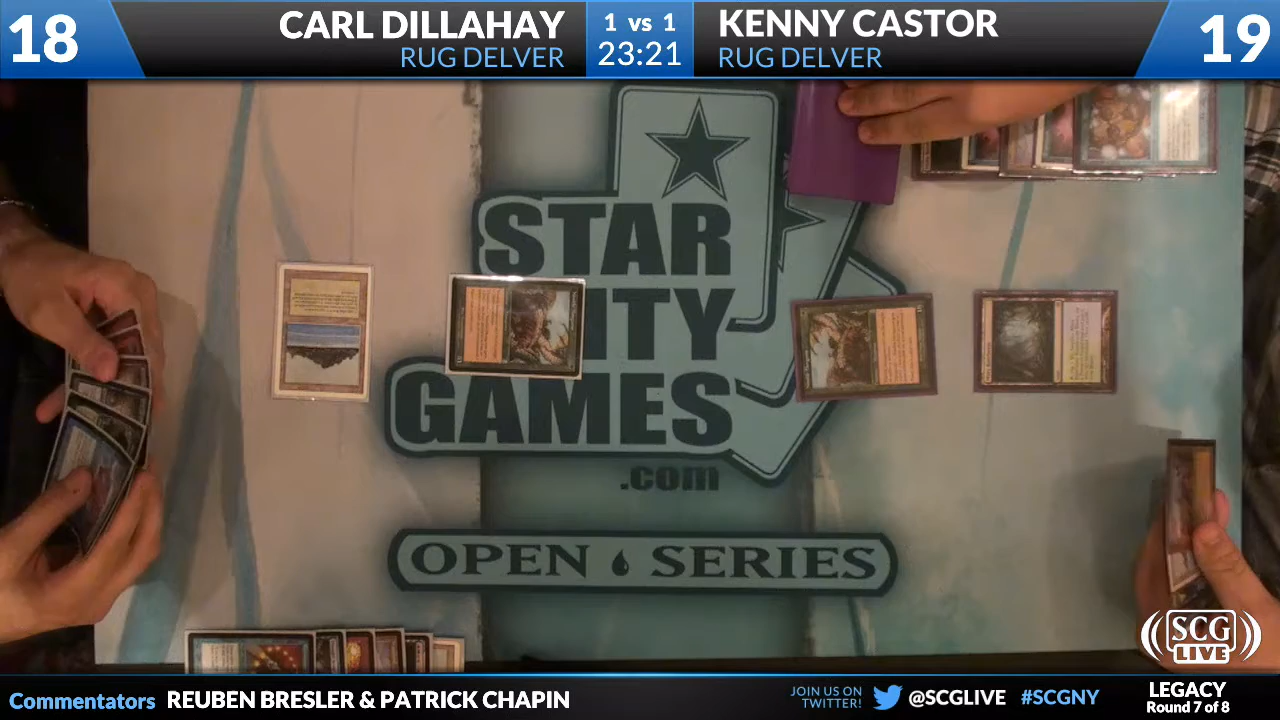 18
CARL DILLAHAY
RUG DELVER
1 vs 1
23:21
KENNY CASTOR
RUG DELVER
19
STAR
CITY
GAMES
.com
OPEN SERIES
SCG
LIVE
Commentators REUBEN BRESLER & PATRICK CHAPIN
JOIN US ON
TWITTER!
@SCGLIVE #SCGNY
LEGACY
Round 7 of 8